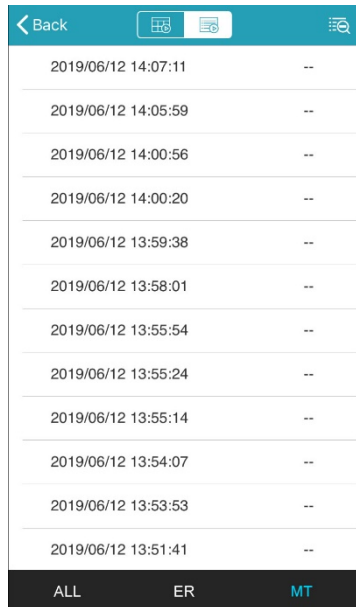 Back
2019/06/12 14:07:11 --
2019/06/12 14:05:59 --
2019/06/12 14:00:56 --
2019/06/12 14:00:20 --
2019/06/12 13:59:38 --
2019/06/12 13:58:01 --
2019/06/12 13:55:54 --
2019/06/12 13:55:24 --
2019/06/12 13:55:14 --
2019/06/12 13:54:07 --
2019/06/12 13:53:53 --
2019/06/12 13:51:41 --
ALL ER MT